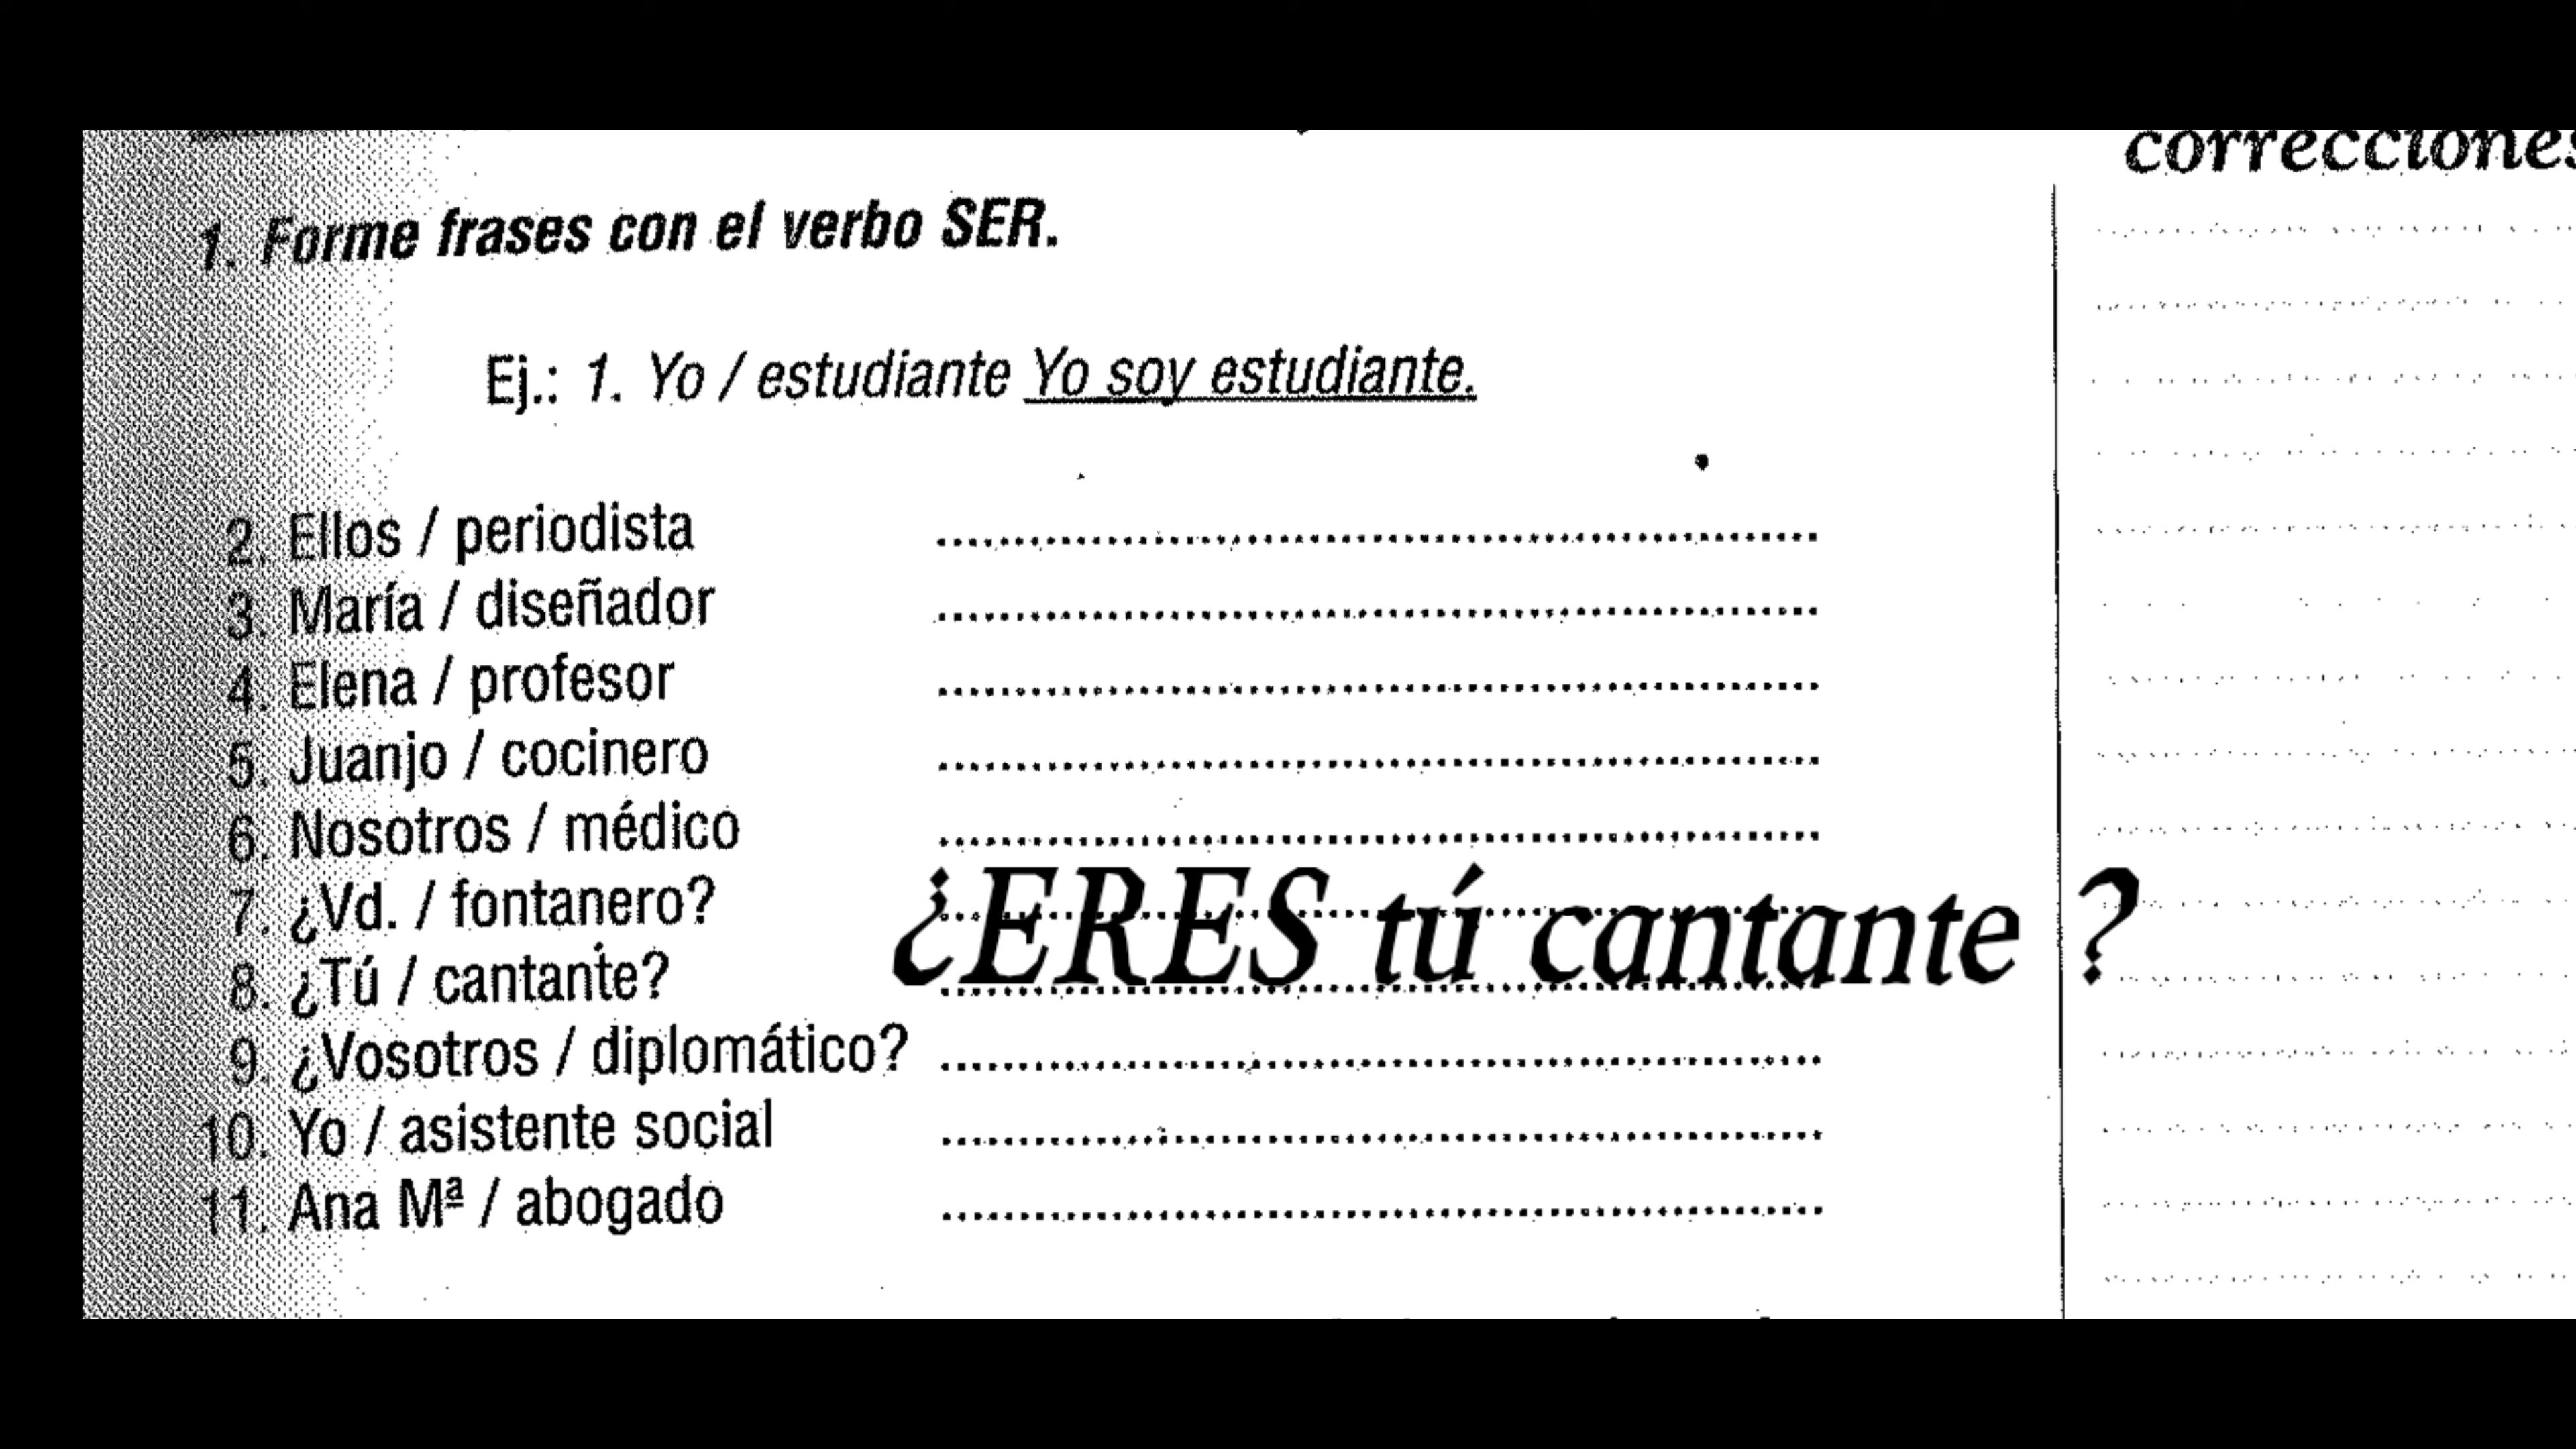 correcciones
1. Forme frases con el verbo SER.
Ej.: 1. Yo / estudiante Yo soy estudiante.
2. Ellos / periodista
3. María / diseñador
4. Elena / profesor
5. Juanjo / cocinero
6. Nosotros / médico
7. ¿Vd. / fontanero?
8. ¿Tú / cantante?
¿ERES tú cantante ?
9. ¿Vosotros / diplomático?
10. Yo / asistente social
11. Ana Mª / abogado